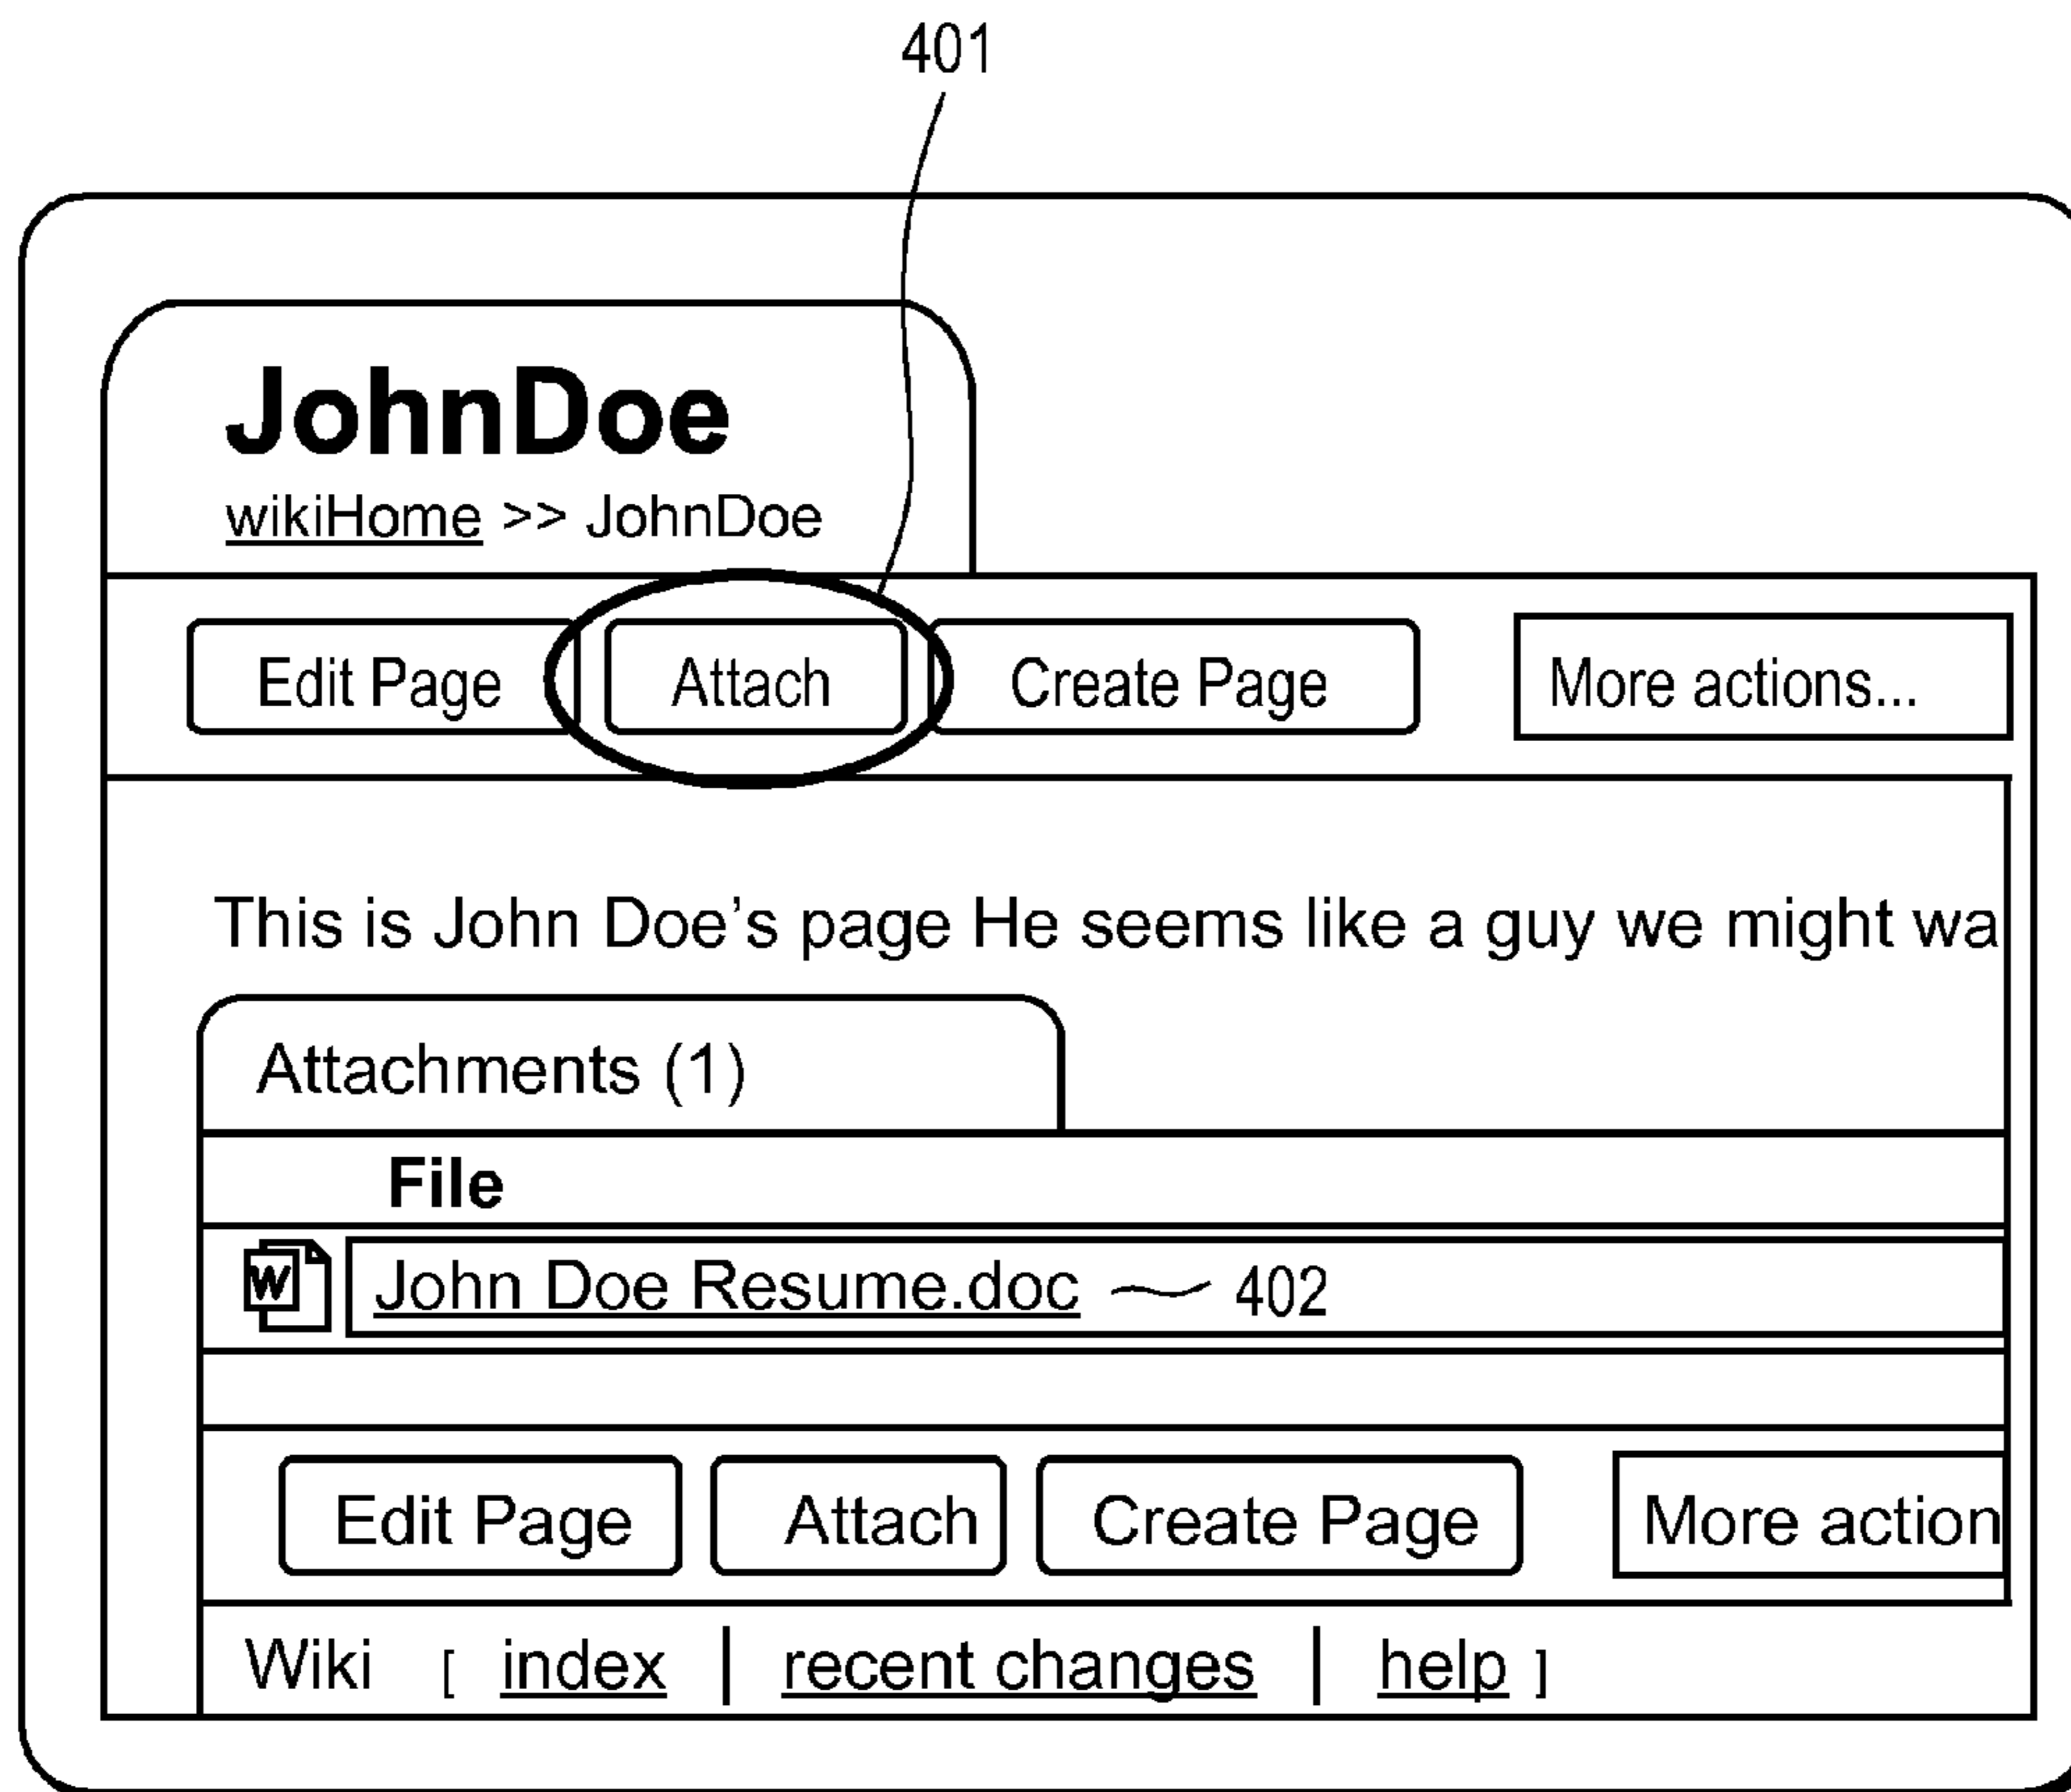 401
JohnDoe
wikiHome >> JohnDoe
Edit Page Attach Create Page More actions...
This is John Doe's page He seems like a guy we might wa
Attachments (1)
File
W John Doe Resume.doc 402
Edit Page Attach Create Page More action
Wiki [ index | recent changes | help ]